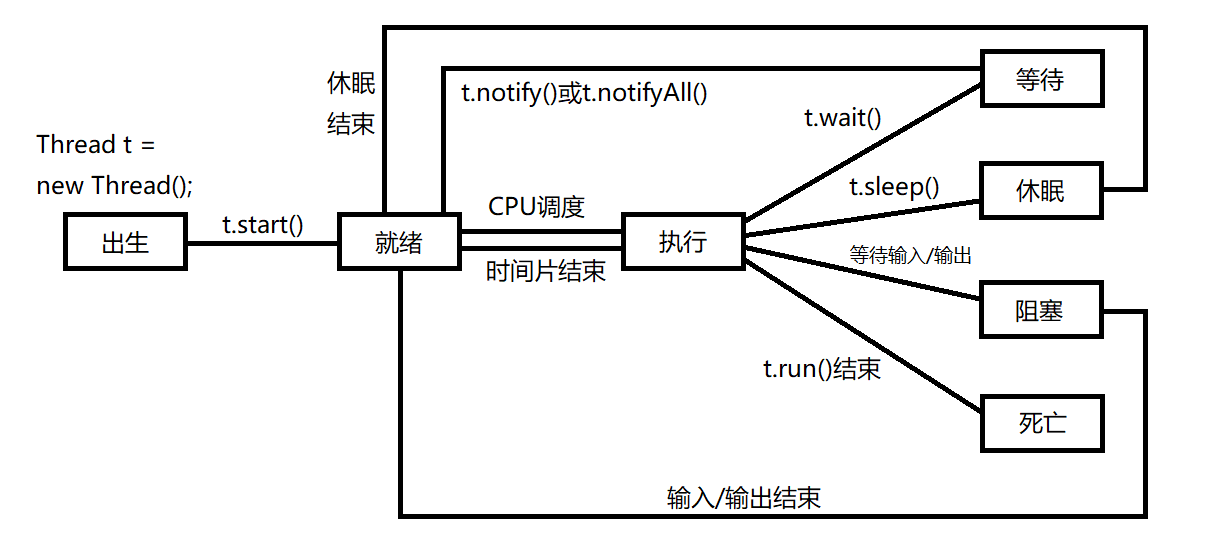 休眠
结束
等待
t.notify()或t.notifyAll()
t.wait()
Thread t =
new Thread();
t.sleep()
休眠
CPU调度
出生
t.start()
就绪
执行
等待输入/输出
时间片结束
阻塞
t.run()结束
死亡
输入/输出结束